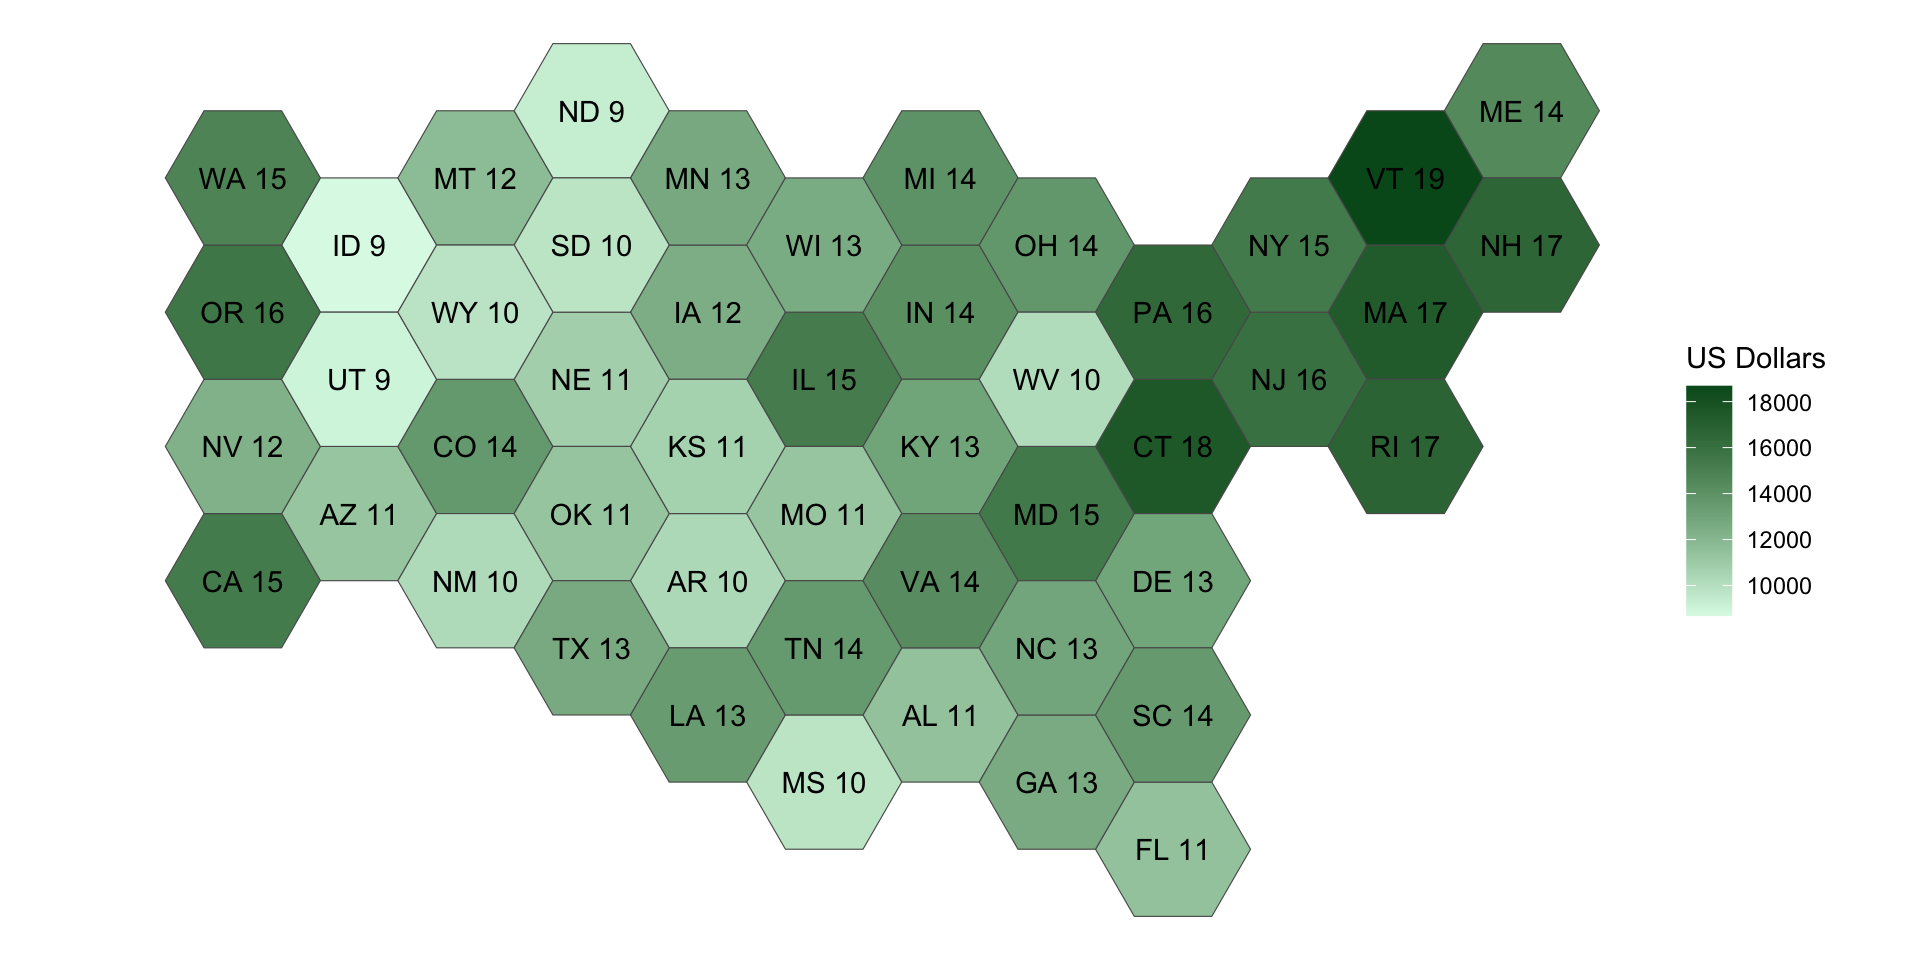 ND 9
ME 14
WA 15
MT 12
MN 13
MI 14
VT 19
ID 9
SD 10
WI 13
OH 14
NY 15
NH 17
OR 16
WY 10
IA 12
IN 14
PA 16
MA 17
UT 9
NE 11
IL 15
WV 10
NJ 16
NV 12
CO 14
KS 11
KY 13
CT 18
RI 17
AZ 11
OK 11
MO 11
MD 15
CA 15
NM 10
AR 10
VA 14
DE 13
TX 13
TN 14
NC 13
LA 13
AL 11
SC 14
MS 10
GA 13
FL 11
US Dollars
18000
16000
14000
12000
10000